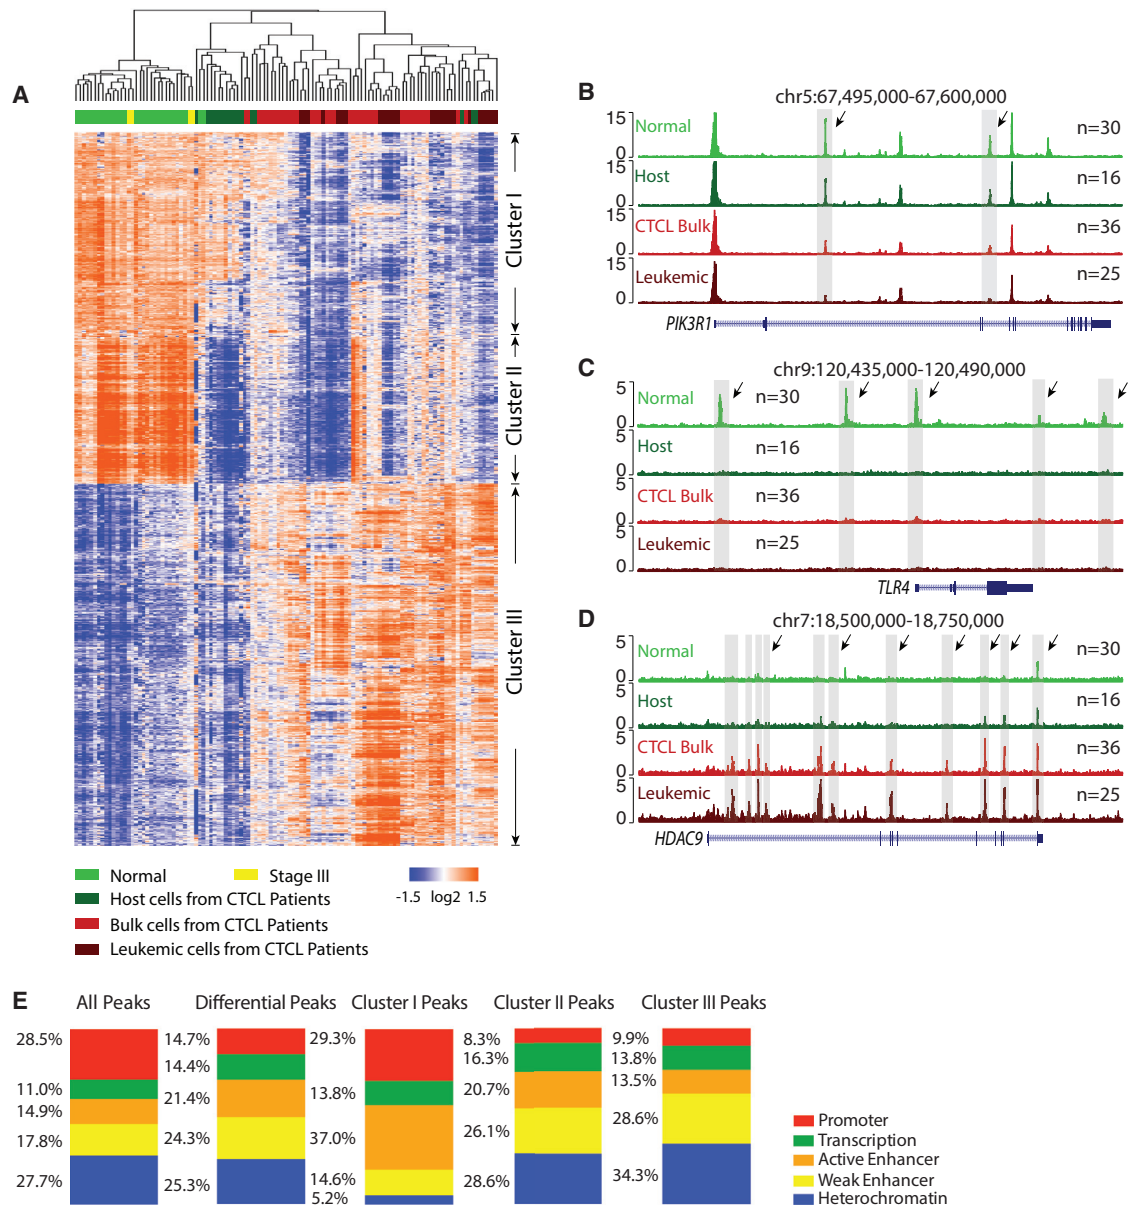 A
Cluster I
Cluster II
Cluster III
Normal
Stage III
Host cells from CTCL Patients
Bulk cells from CTCL Patients
Leukemic cells from CTCL Patients
-1.5 log2 1.5
B
chr5:67,495,000-67,600,000
15
Normal
n=30
0
15
Host
n=16
0
15
CTCL Bulk
n=36
0
15
Leukemic
n=25
0
PIK3R1
C
chr9:120,435,000-120,490,000
5
Normal
n=30
0
5
Host
n=16
0
5
CTCL Bulk
n=36
0
5
Leukemic
n=25
0
TLR4
D
chr7:18,500,000-18,750,000
5
Normal
n=30
0
5
Host
n=16
0
5
CTCL Bulk
n=36
0
5
Leukemic
n=25
0
HDAC9
E
All Peaks
28.5%
11.0%
14.9%
17.8%
27.7%
Differential Peaks
14.7%
14.4%
21.4%
24.3%
25.3%
Cluster I Peaks
29.3%
13.8%
37.0%
14.6%
5.2%
Cluster II Peaks
8.3%
16.3%
20.7%
26.1%
28.6%
Cluster III Peaks
9.9%
13.8%
13.5%
28.6%
34.3%
Promoter
Transcription
Active Enhancer
Weak Enhancer
Heterochromatin